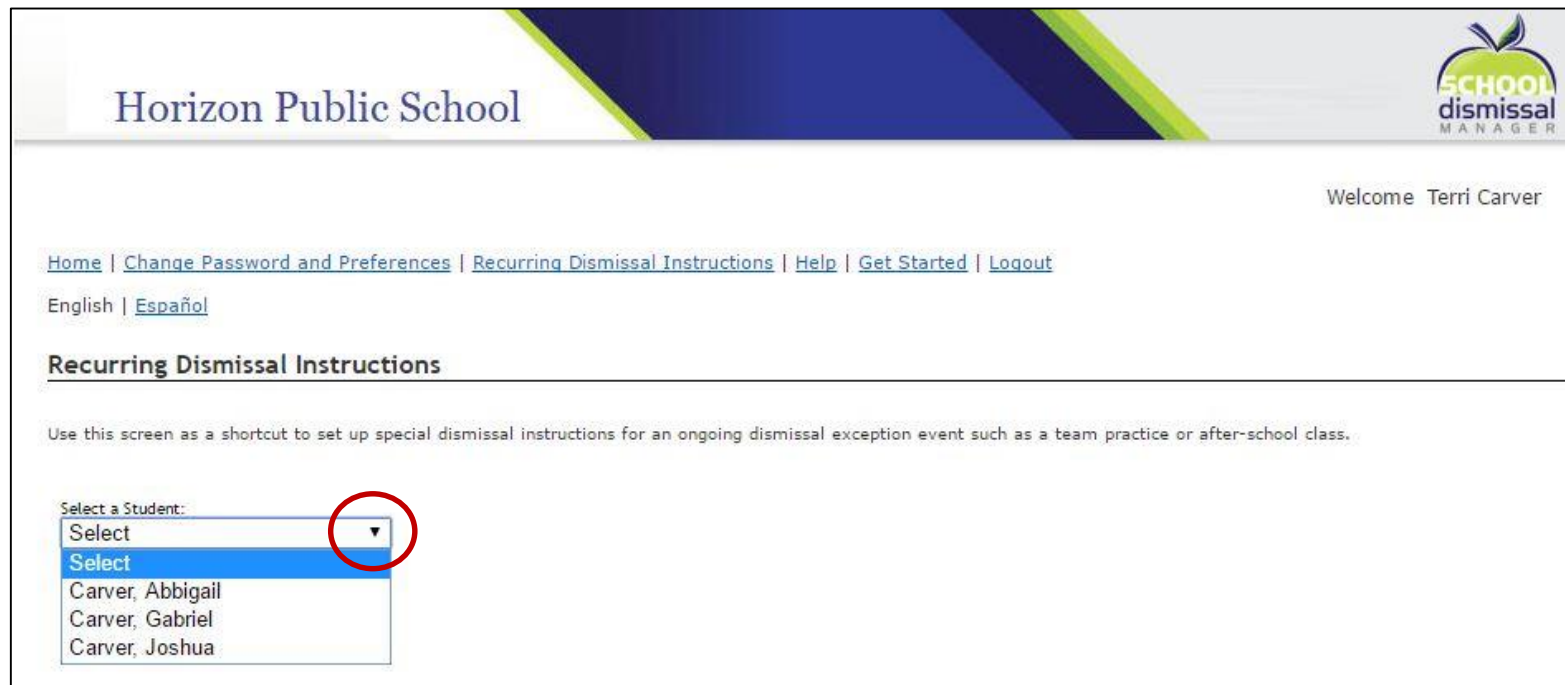 Horizon Public School
SCHOOL
dismissal
MANAGER
Welcome Terri Carver
Home | Change Password and Preferences | Recurring Dismissal Instructions | Help | Get Started | Logout
English | Español
Recurring Dismissal Instructions
Use this screen as a shortcut to set up special dismissal instructions for an ongoing dismissal exception event such as a team practice or after-school class.
Select a Student:
Select
Select
Carver, Abbigail
Carver, Gabriel
Carver, Joshua